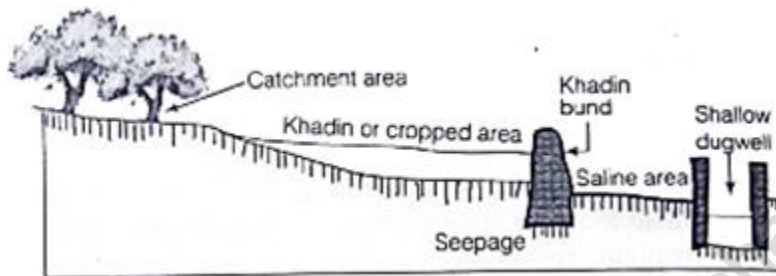 Catchment area
Khadin
bund
Shallow
dugwell
Khadin or cropped area
Saline area
Seepage